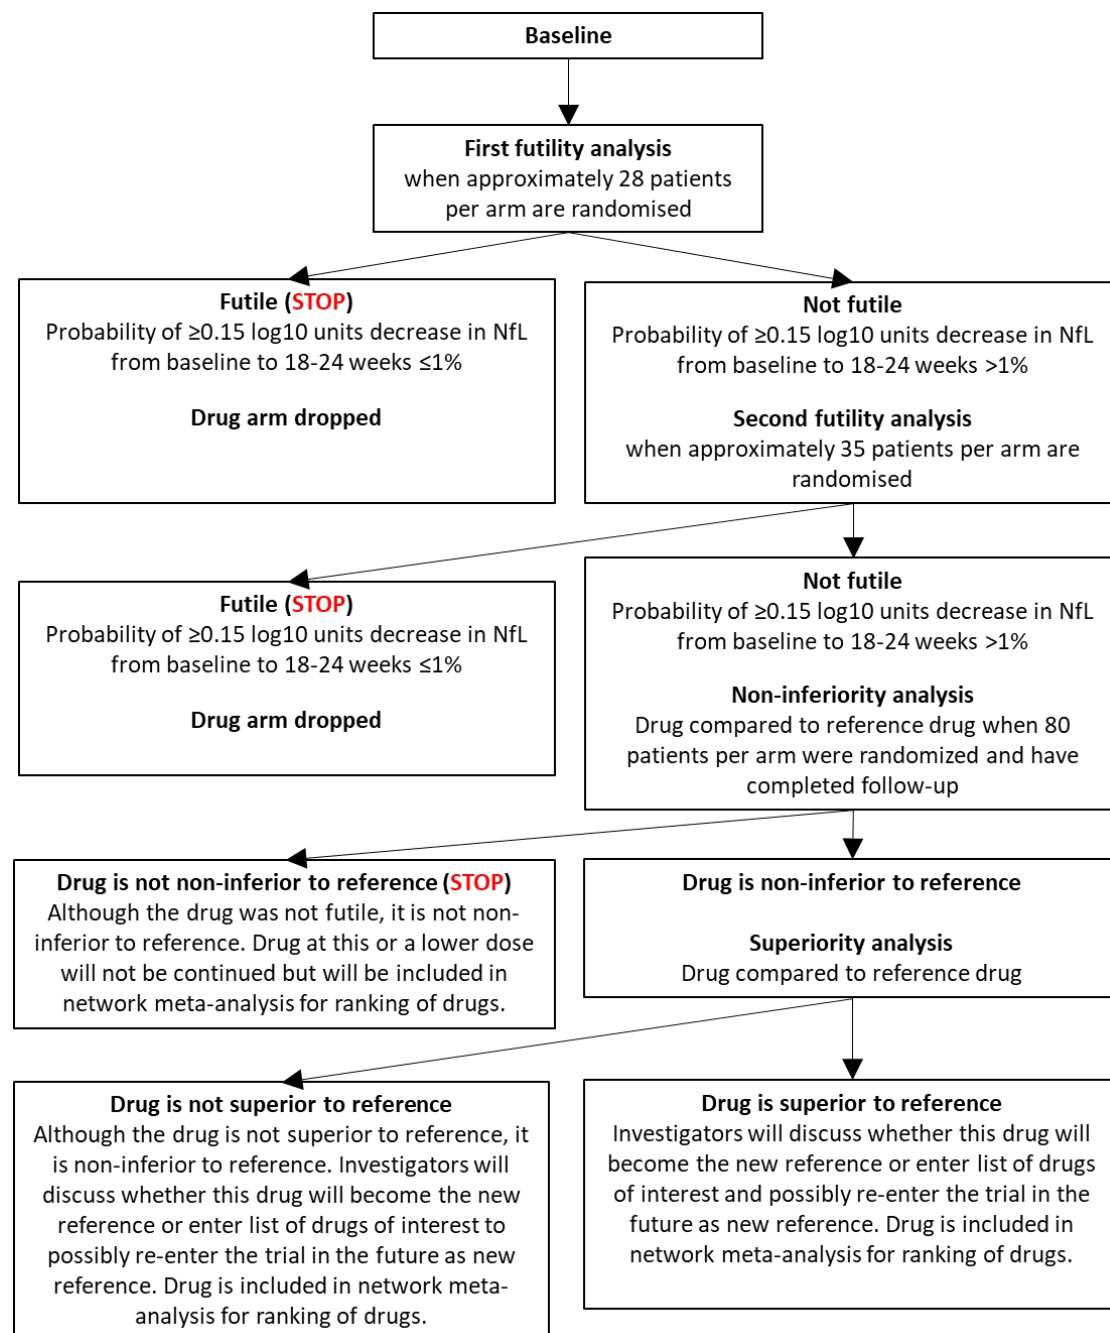 Baseline
First futility analysis
when approximately 28 patients
per arm are randomised
Futile (STOP)
Probability of ≥0.15 log10 units decrease in NfL
from baseline to 18-24 weeks ≤1%
Drug arm dropped
Not futile
Probability of ≥0.15 log10 units decrease in NfL
from baseline to 18-24 weeks >1%
Second futility analysis
when approximately 35 patients per arm are
randomised
Futile (STOP)
Probability of ≥0.15 log10 units decrease in NfL
from baseline to 18-24 weeks ≤1%
Drug arm dropped
Not futile
Probability of ≥0.15 log10 units decrease in NfL
from baseline to 18-24 weeks >1%
Non-inferiority analysis
Drug compared to reference drug when 80
patients per arm were randomized and have
completed follow-up
Drug is not non-inferior to reference (STOP)
Although the drug was not futile, it is not non-
inferior to reference. Drug at this or a lower dose
will not be continued but will be included in
network meta-analysis for ranking of drugs.
Drug is non-inferior to reference
Superiority analysis
Drug compared to reference drug
Drug is not superior to reference
Although the drug is not superior to reference, it
is non-inferior to reference. Investigators will
discuss whether this drug will become the new
reference or enter list of drugs of interest to
possibly re-enter the trial in the future as new
reference. Drug is included in network meta-
analysis for ranking of drugs.
Drug is superior to reference
Investigators will discuss whether this drug will
become the new reference or enter list of drugs
of interest and possibly re-enter the trial in the
future as new reference. Drug is included in
network meta-analysis for ranking of drugs.